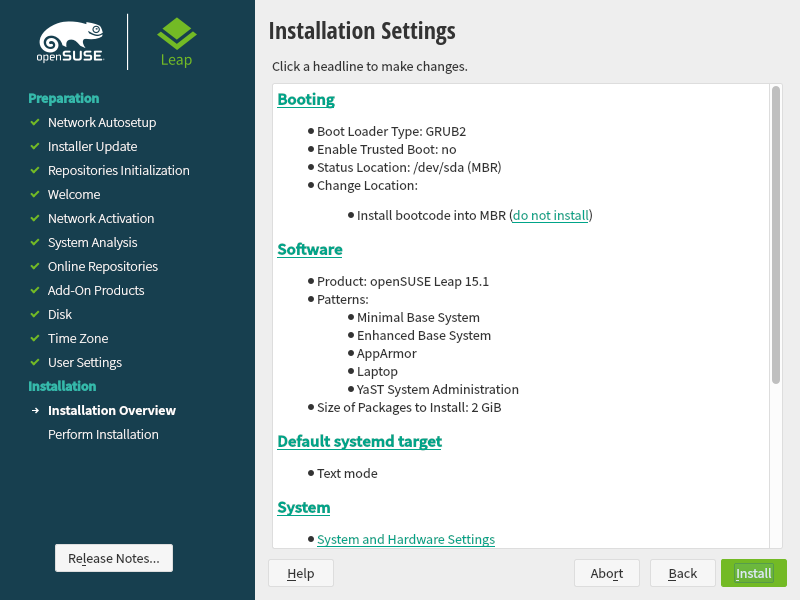 openSUSE
Leap
Preparation
Network Autosetup
Installer Update
Repositories Initialization
Welcome
Network Activation
System Analysis
Online Repositories
Add-On Products
Disk
Time Zone
User Settings
Installation
Installation Overview
Perform Installation
Release Notes...
Installation Settings
Click a headline to make changes.
Booting
Boot Loader Type: GRUB2
Enable Trusted Boot: no
Status Location: /dev/sda (MBR)
Change Location:
Install bootcode into MBR (do not install)
Software
Product: openSUSE Leap 15.1
Patterns:
Minimal Base System
Enhanced Base System
AppArmor
Laptop
YaST System Administration
Size of Packages to Install: 2 GiB
Default systemd target
Text mode
System
System and Hardware Settings
Help
Abort
Back
Install